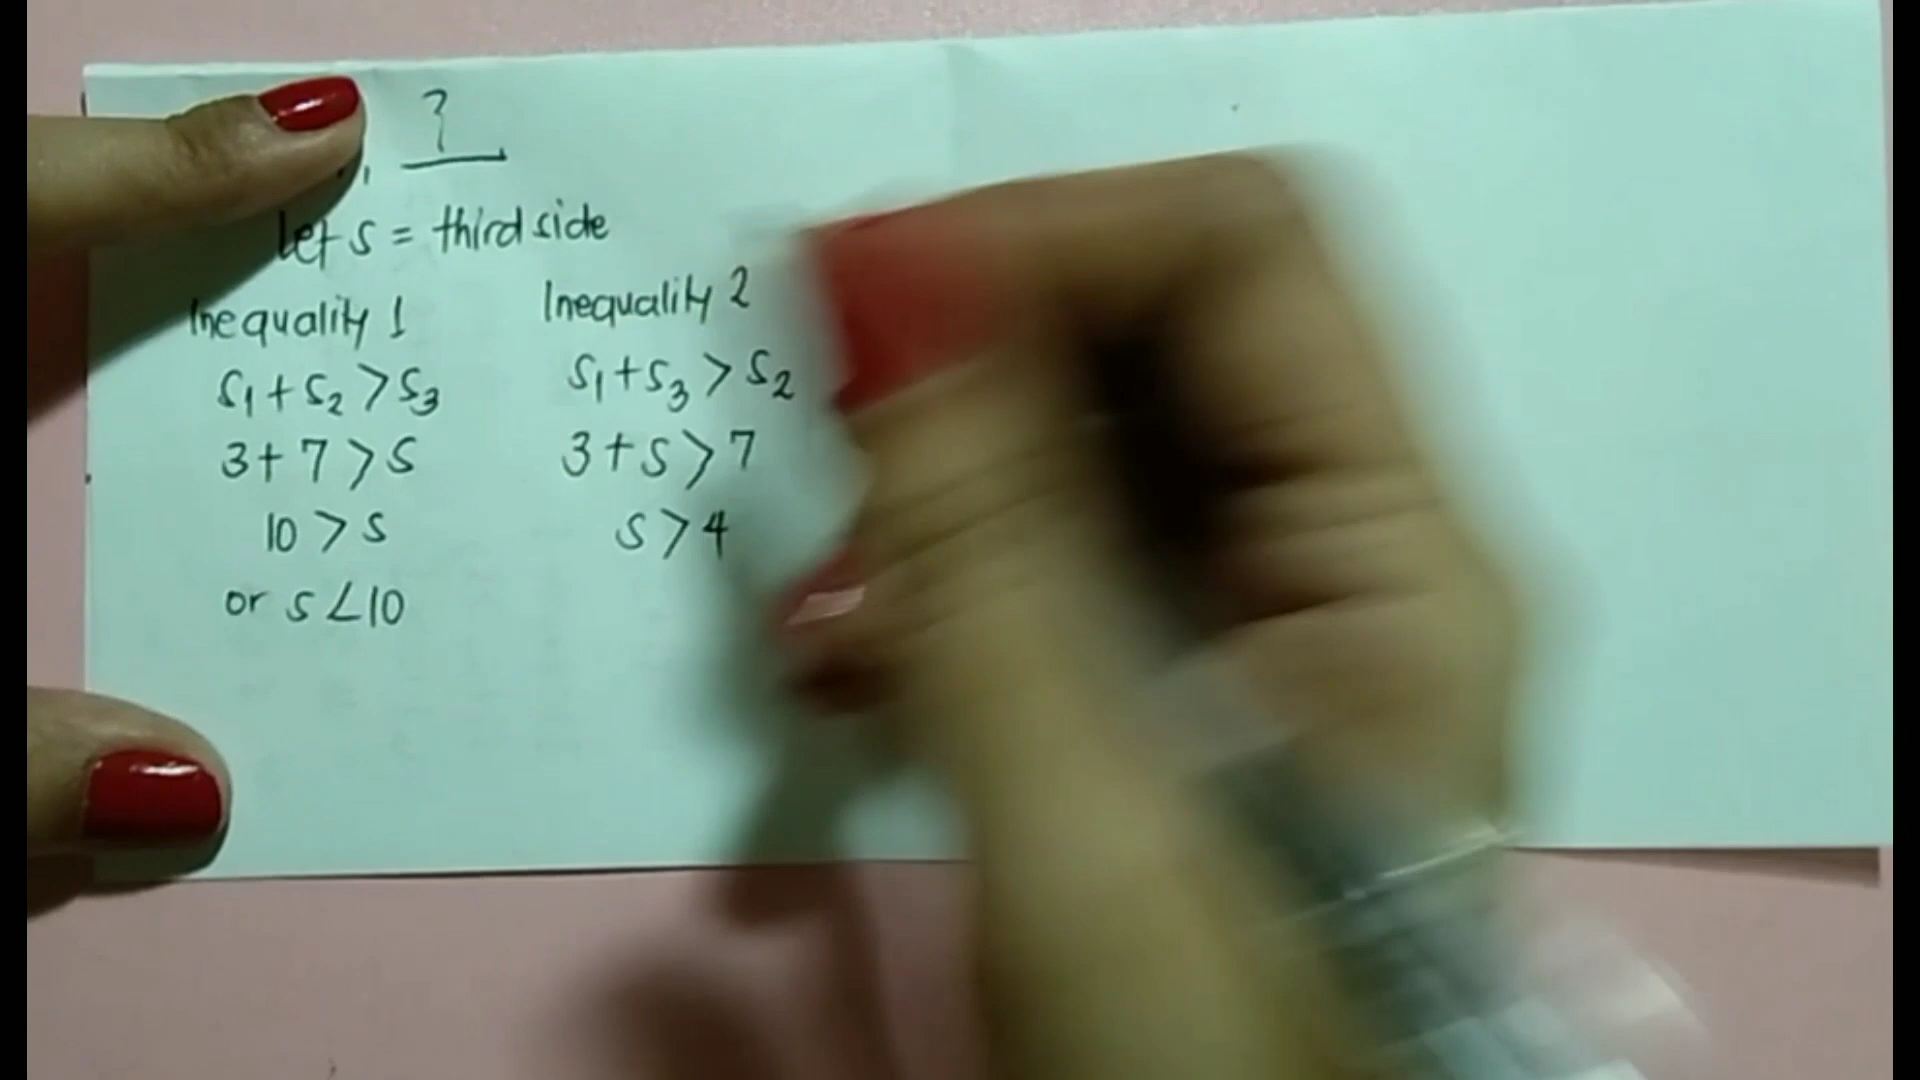 ?
let s = third side
Inequality 1
s₁ + s₂ > s₃
3 + 7 > s
10 > s
or s < 10
Inequality 2
s₁ + s₃ > s₂
3 + s > 7
s > 4